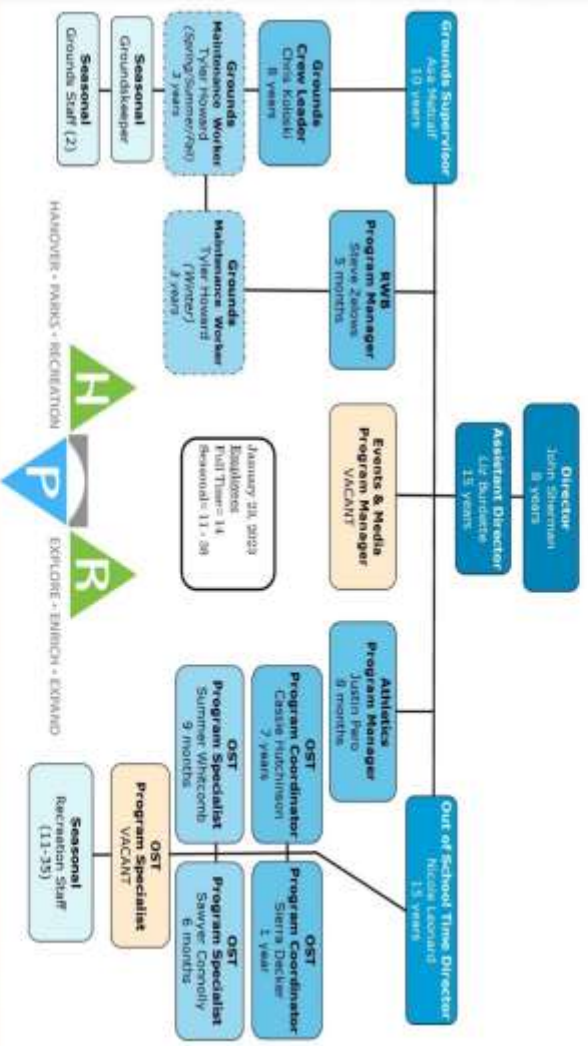 Director
John Sherman
8 years
Assistant Director
Liz Burdette
15 years
Grounds Supervisor
Asa Metcalf
10 years
Out of School Time Director
Nicole Leonard
15 years
RWB
Program Manager
Steve Zelows
5 months
Events & Media
Program Manager
VACANT
Athletics
Program Manager
Justin Pero
9 months
Grounds
Crew Leader
Chris Koloski
8 years
Grounds
Maintenance Worker
Tyler Howard
(Spring/Summer/Fall)
3 years
Grounds
Maintenance Worker
Tyler Howard
(Winter)
3 years
Seasonal
Groundskeeper
Seasonal
Grounds Staff (2)
January 23, 2023
Employees
Full Time= 14
Seasonal= 11 - 38
OST
Program Coordinator
Cassie Hutchinson
7 years
OST
Program Coordinator
Sierra Decker
1 year
OST
Program Specialist
Summer Whitcomb
9 months
OST
Program Specialist
Sawyer Connolly
6 months
OST
Program Specialist
VACANT
Seasonal
Recreation Staff
(11-35)
H P R
HANOVER • PARKS • RECREATION
EXPLORE • ENRICH • EXPAND